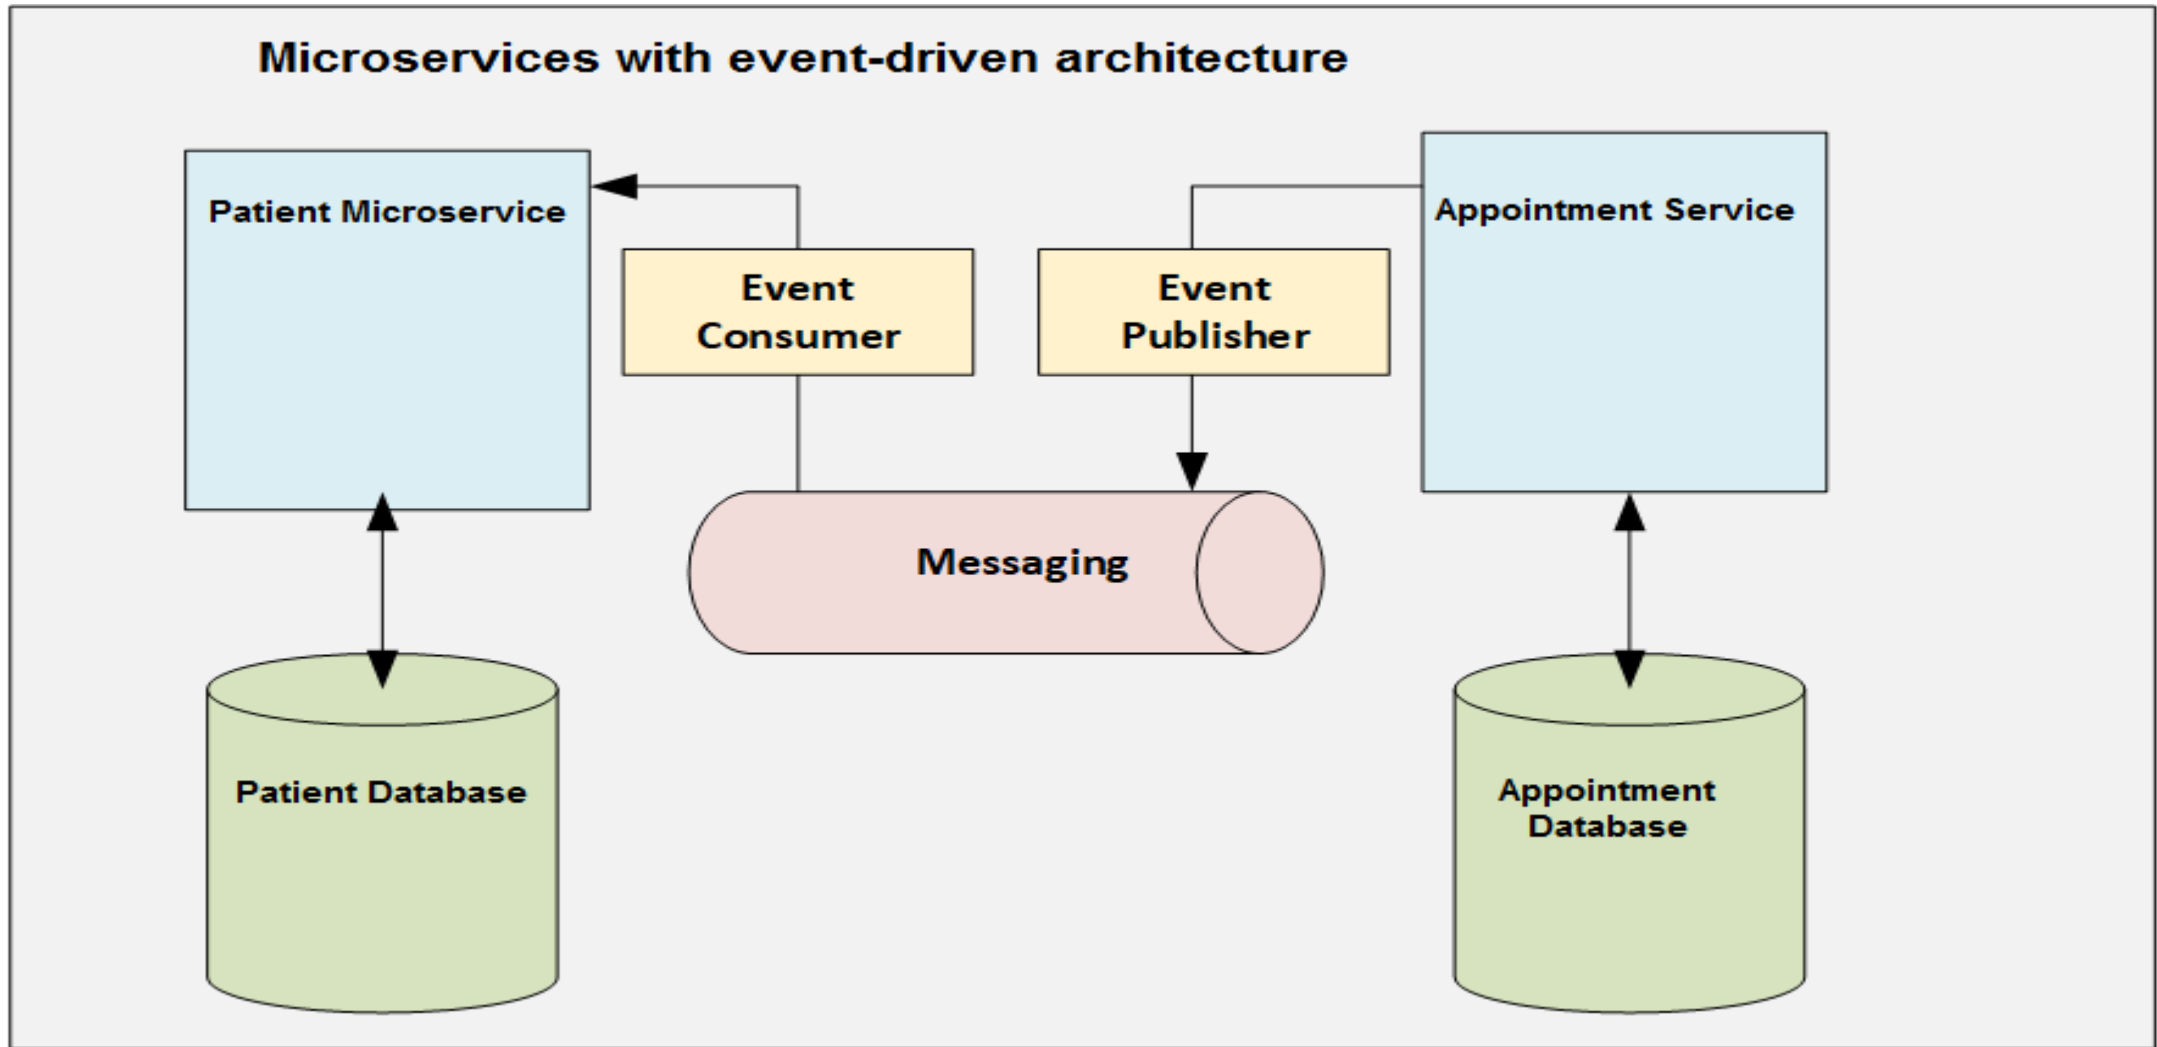 Microservices with event-driven architecture
Patient Microservice
Appointment Service
Event
Consumer
Event
Publisher
Messaging
Patient Database
Appointment
Database